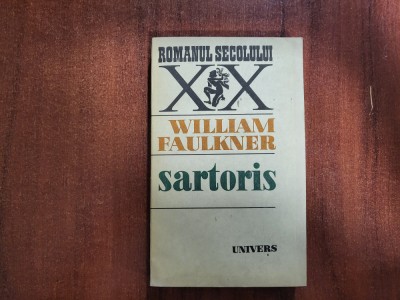 ROMANUL SECOLULUI
XX
WILLIAM
FAULKNER
sartoris
UNIVERS